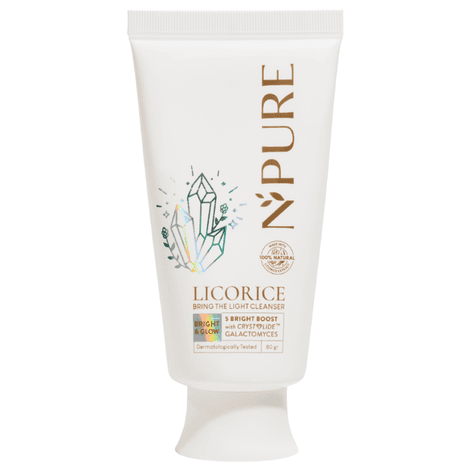 NPURE
100% NATURAL
LICORICE
BRING THE LIGHT CLEANSER
BRIGHT
& GLOW
5 BRIGHT BOOST
with CRYSTALIDE™
GALACTOMYCES
Dermatologically Tested
80 gr